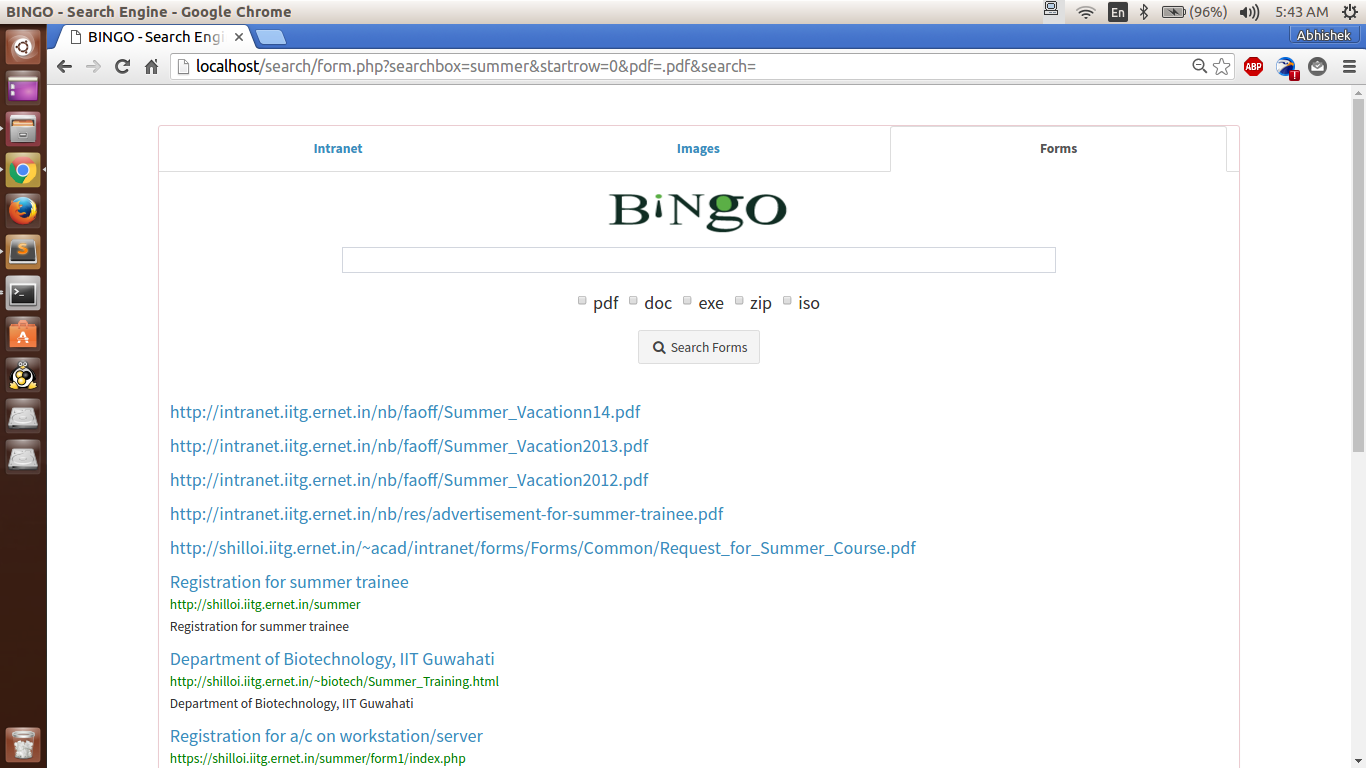 BINGO - Search Engine - Google Chrome
En
(96%)
5:43 AM
BINGO - Search Engi
Abhishek
localhost/search/form.php?searchbox=summer&startrow=0&pdf=.pdf&search=
ABP
Intranet
Images
Forms
BiNgO
pdf doc exe zip iso
Search Forms
http://intranet.iitg.ernet.in/nb/faoff/Summer_Vacationn14.pdf
http://intranet.iitg.ernet.in/nb/faoff/Summer_Vacation2013.pdf
http://intranet.iitg.ernet.in/nb/faoff/Summer_Vacation2012.pdf
http://intranet.iitg.ernet.in/nb/res/advertisement-for-summer-trainee.pdf
http://shilloi.iitg.ernet.in/~acad/intranet/forms/Forms/Common/Request_for_Summer_Course.pdf
Registration for summer trainee
http://shilloi.iitg.ernet.in/summer
Registration for summer trainee
Department of Biotechnology, IIT Guwahati
http://shilloi.iitg.ernet.in/~biotech/Summer_Training.html
Department of Biotechnology, IIT Guwahati
Registration for a/c on workstation/server
https://shilloi.iitg.ernet.in/summer/form1/index.php